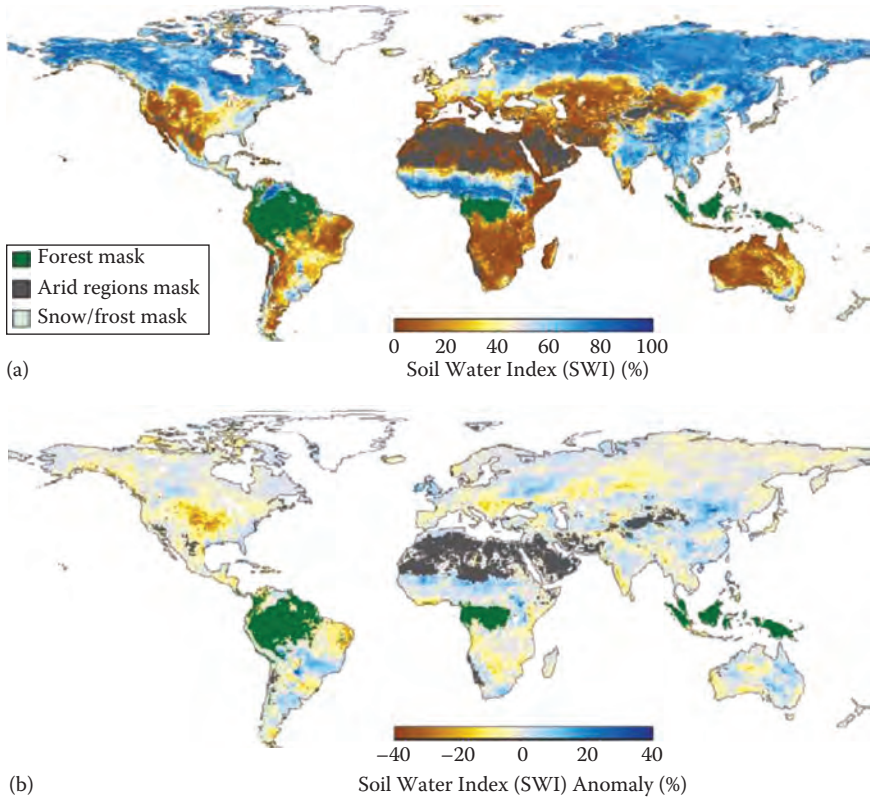 (a)
Forest mask
Arid regions mask
Snow/frost mask
0 20 40 60 80 100
Soil Water Index (SWI) (%)
(b)
–40 –20 0 20 40
Soil Water Index (SWI) Anomaly (%)